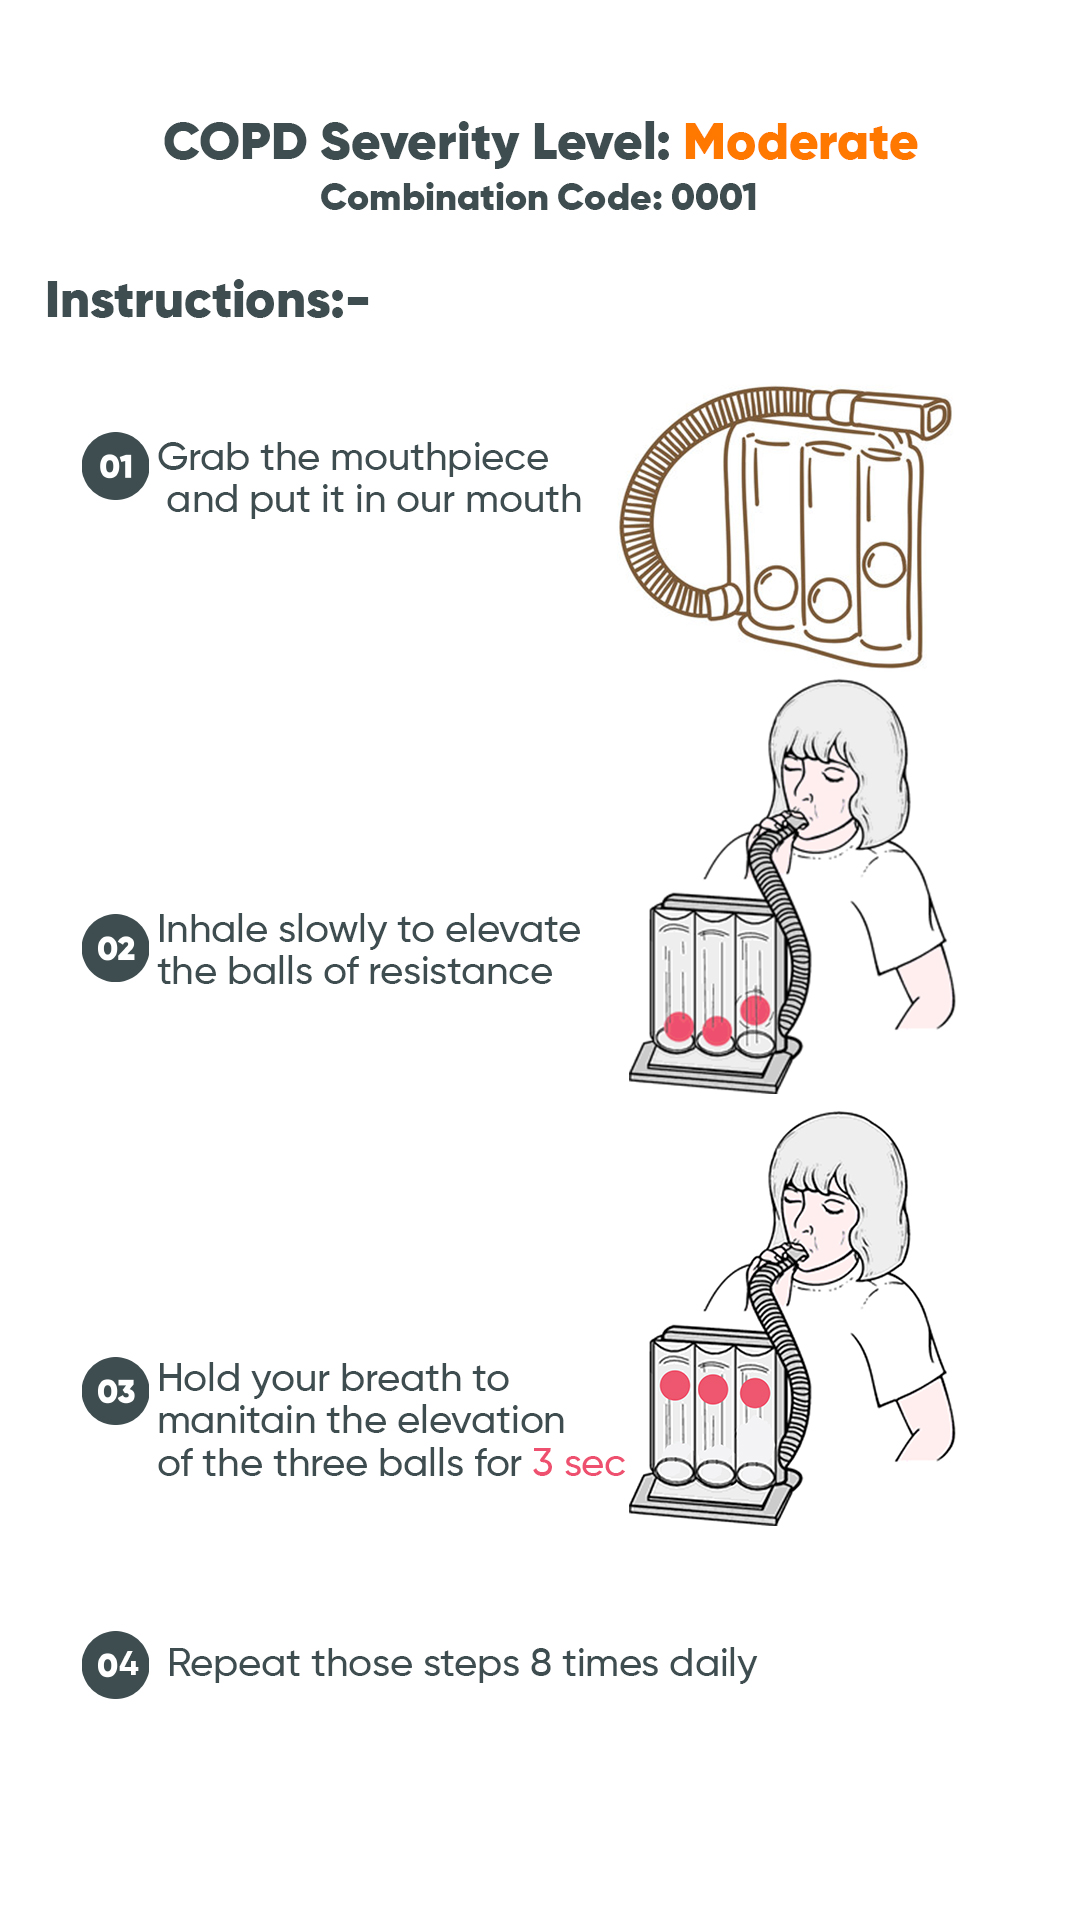 COPD Severity Level: Moderate
Combination Code: 0001
Instructions:-
01 Grab the mouthpiece
and put it in our mouth
02 Inhale slowly to elevate
the balls of resistance
03 Hold your breath to
manitain the elevation
of the three balls for 3 sec
04 Repeat those steps 8 times daily